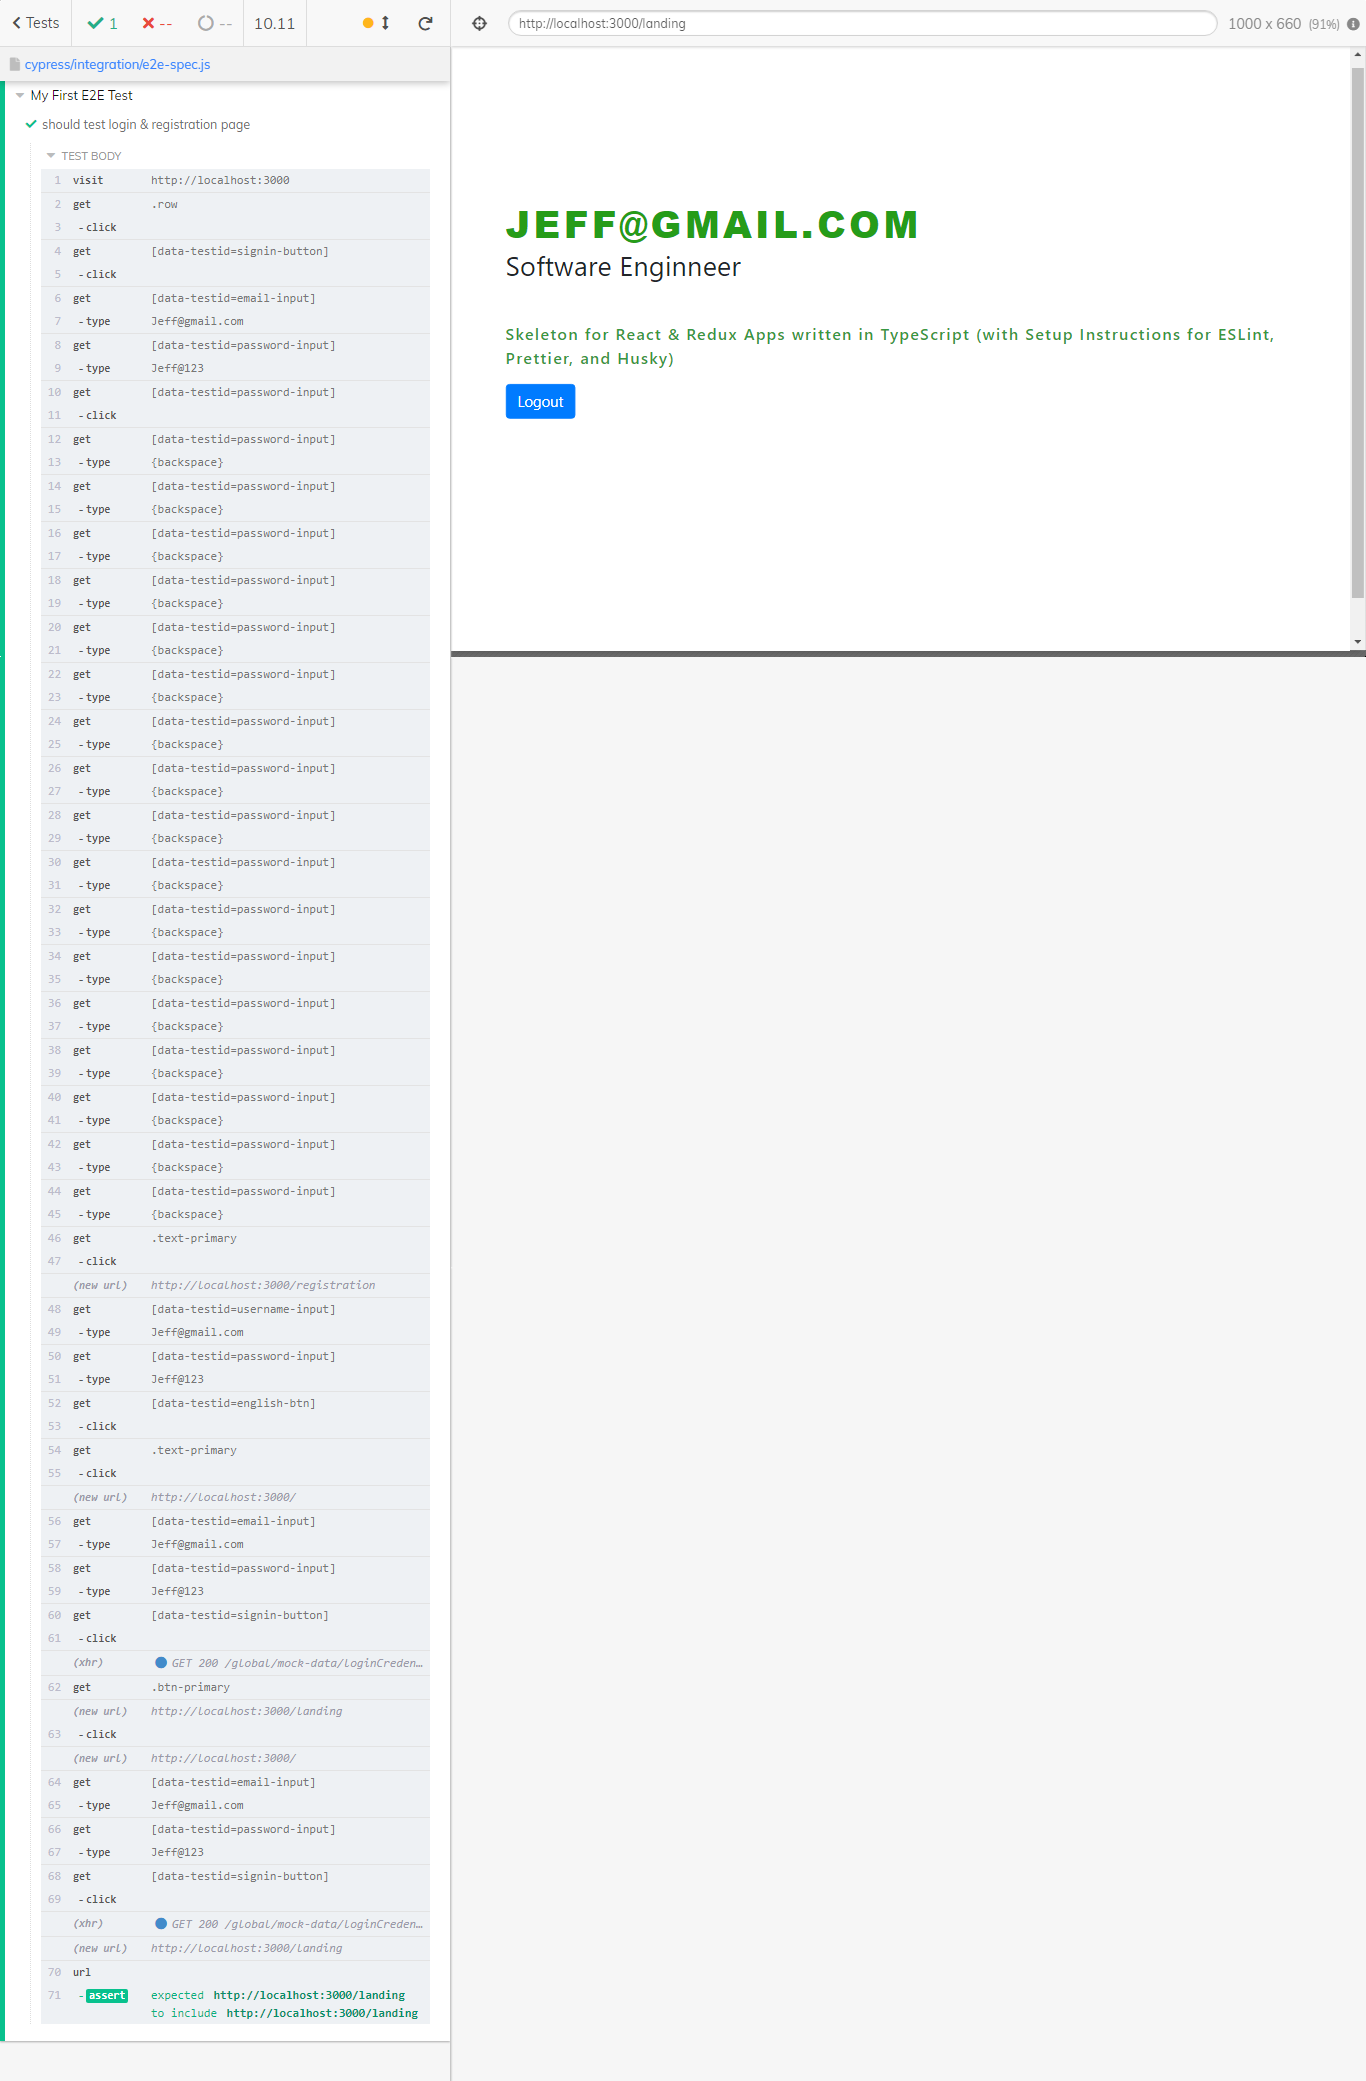 Tests 1 -- -- 10.11 http://localhost:3000/landing 1000 x 660 (91%)
cypress/integration/e2e-spec.js
My First E2E Test
should test login & registration page
TEST BODY
1 visit http://localhost:3000
2 get .row
3 -click
4 get [data-testid=signin-button]
5 -click
6 get [data-testid=email-input]
7 -type Jeff@gmail.com
8 get [data-testid=password-input]
9 -type Jeff@123
10 get [data-testid=password-input]
11 -click
12 get [data-testid=password-input]
13 -type {backspace}
14 get [data-testid=password-input]
15 -type {backspace}
16 get [data-testid=password-input]
17 -type {backspace}
18 get [data-testid=password-input]
19 -type {backspace}
20 get [data-testid=password-input]
21 -type {backspace}
22 get [data-testid=password-input]
23 -type {backspace}
24 get [data-testid=password-input]
25 -type {backspace}
26 get [data-testid=password-input]
27 -type {backspace}
28 get [data-testid=password-input]
29 -type {backspace}
30 get [data-testid=password-input]
31 -type {backspace}
32 get [data-testid=password-input]
33 -type {backspace}
34 get [data-testid=password-input]
35 -type {backspace}
36 get [data-testid=password-input]
37 -type {backspace}
38 get [data-testid=password-input]
39 -type {backspace}
40 get [data-testid=password-input]
41 -type {backspace}
42 get [data-testid=password-input]
43 -type {backspace}
44 get [data-testid=password-input]
45 -type {backspace}
46 get .text-primary
47 -click
(new url) http://localhost:3000/registration
48 get [data-testid=username-input]
49 -type Jeff@gmail.com
50 get [data-testid=password-input]
51 -type Jeff@123
52 get [data-testid=english-btn]
53 -click
54 get .text-primary
55 -click
(new url) http://localhost:3000/
56 get [data-testid=email-input]
57 -type Jeff@gmail.com
58 get [data-testid=password-input]
59 -type Jeff@123
60 get [data-testid=signin-button]
61 -click
(xhr) GET 200 /global/mock-data/loginCreden…
62 get .btn-primary
(new url) http://localhost:3000/landing
63 -click
(new url) http://localhost:3000/
64 get [data-testid=email-input]
65 -type Jeff@gmail.com
66 get [data-testid=password-input]
67 -type Jeff@123
68 get [data-testid=signin-button]
69 -click
(xhr) GET 200 /global/mock-data/loginCreden…
(new url) http://localhost:3000/landing
70 url
71 -assert expected http://localhost:3000/landing
to include http://localhost:3000/landing
JEFF@GMAIL.COM
Software Enginneer
Skeleton for React & Redux Apps written in TypeScript (with Setup Instructions for ESLint,
Prettier, and Husky)
Logout